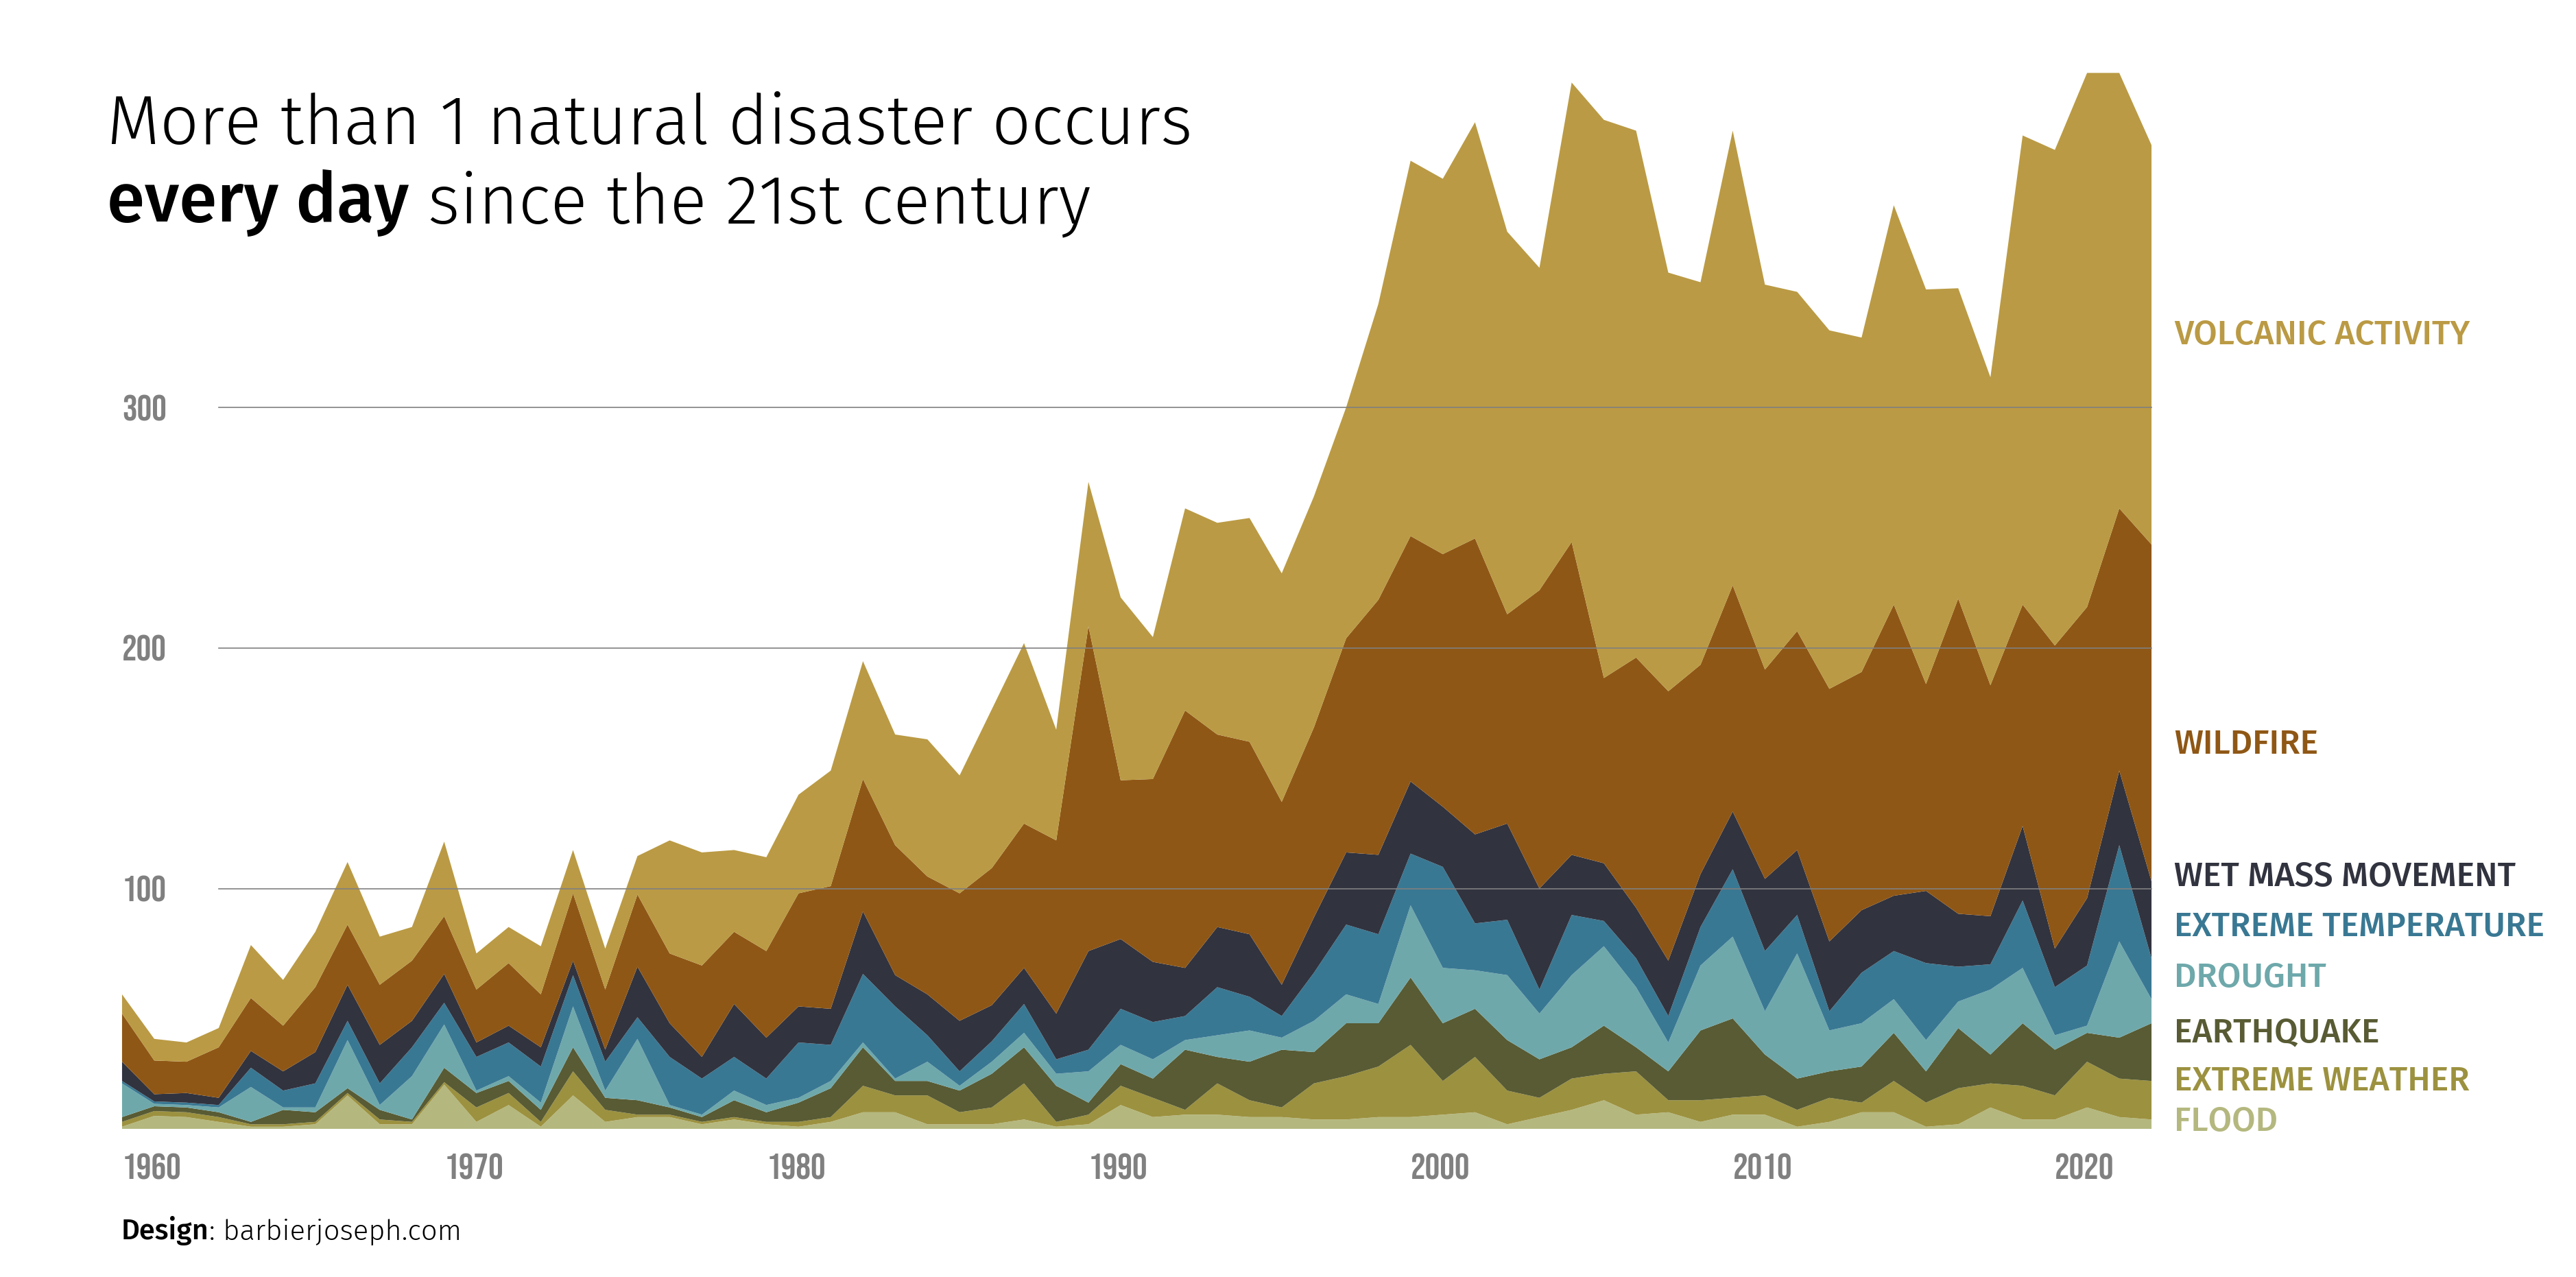 More than 1 natural disaster occurs
every day since the 21st century
VOLCANIC ACTIVITY
300
200
WILDFIRE
100
WET MASS MOVEMENT
EXTREME TEMPERATURE
DROUGHT
EARTHQUAKE
EXTREME WEATHER
FLOOD
1960 1970 1980 1990 2000 2010 2020
Design: barbierjoseph.com